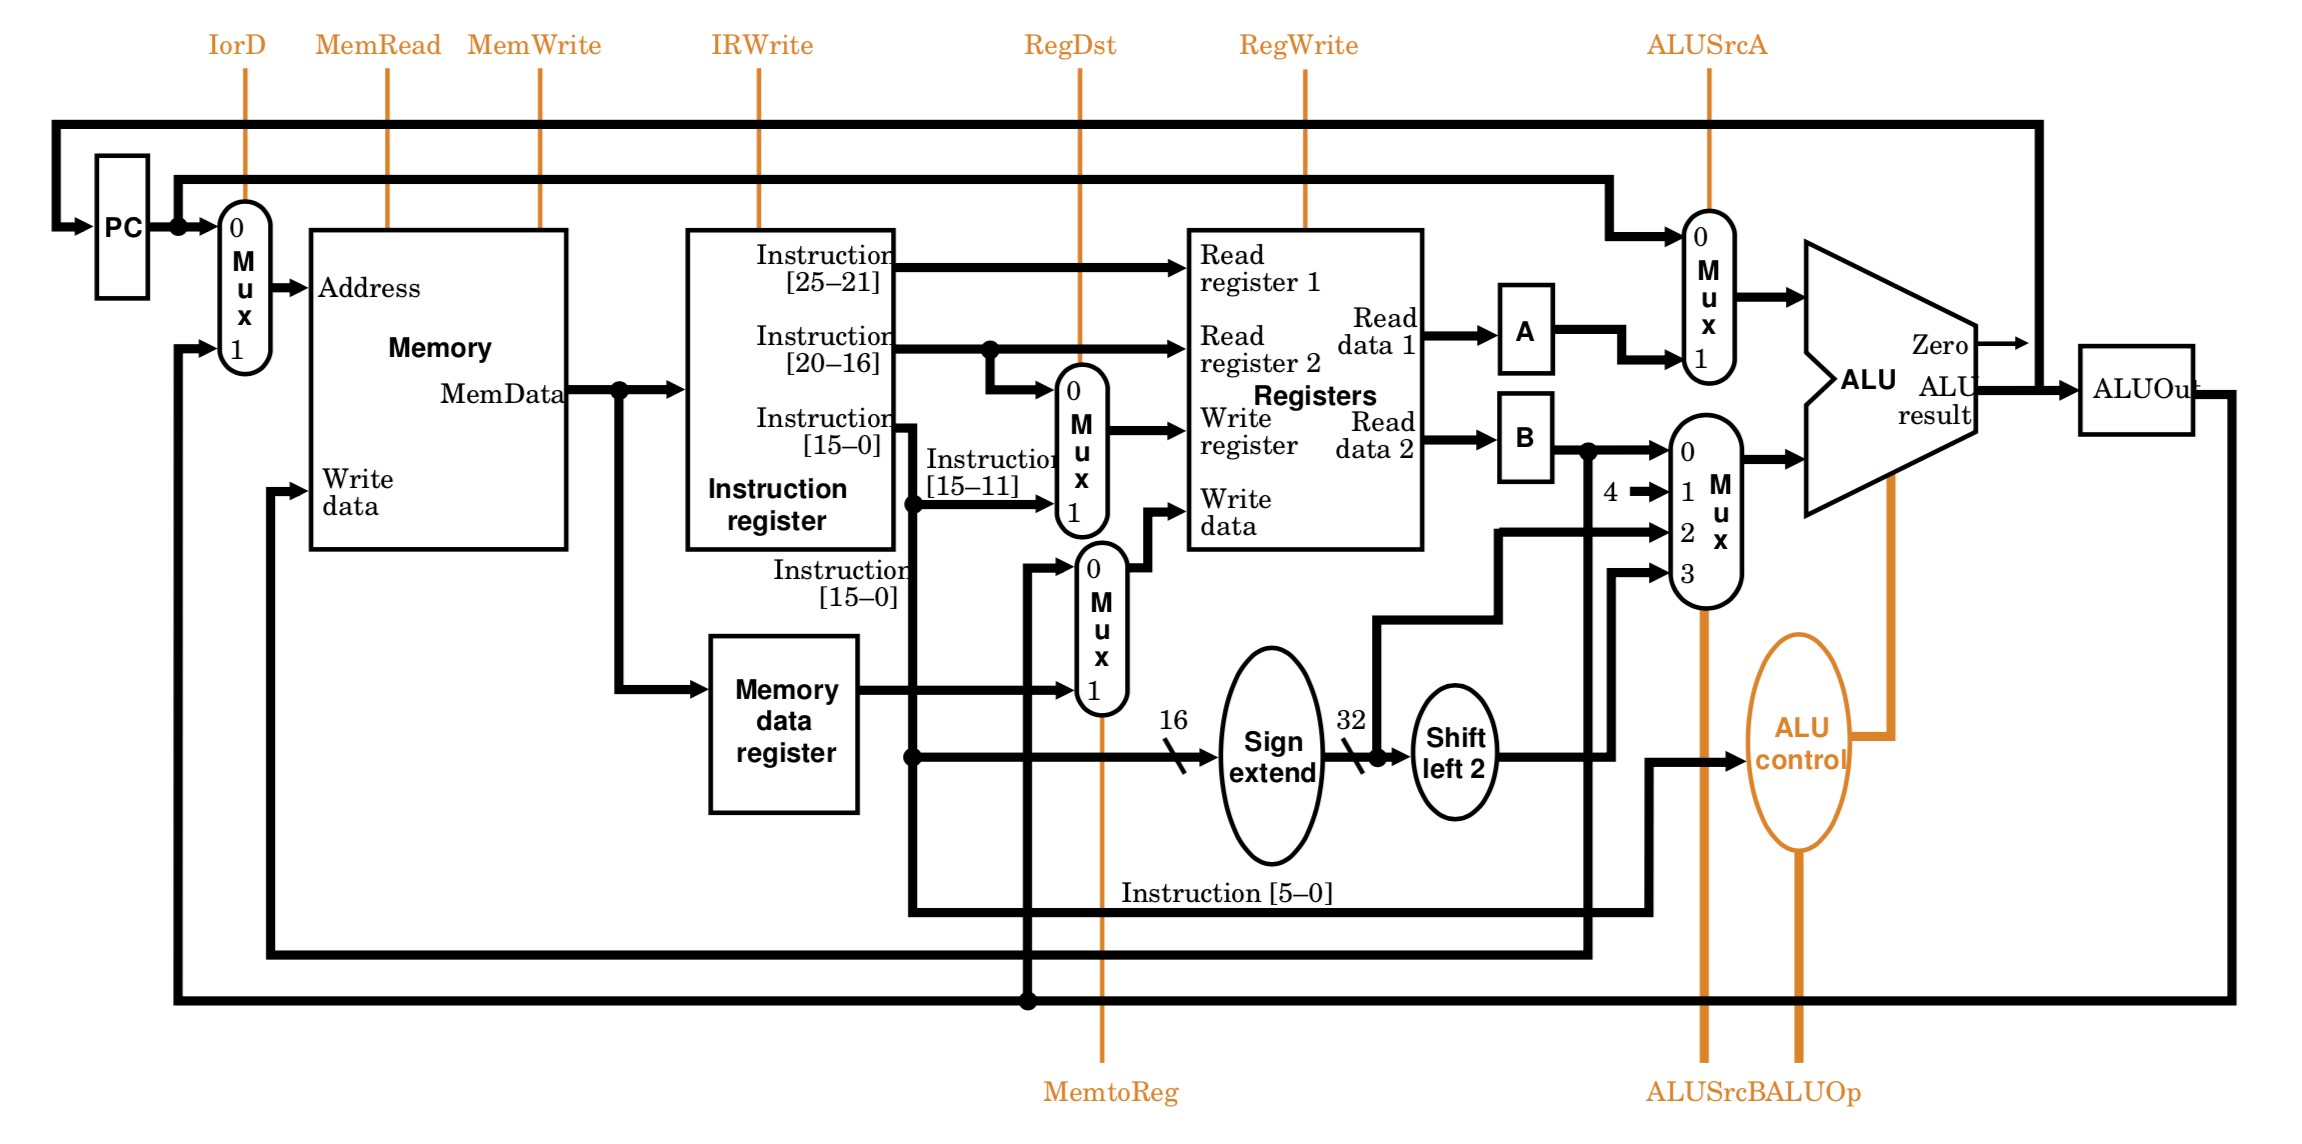 IorD
MemRead
MemWrite
IRWrite
RegDst
RegWrite
ALUSrcA
PC
0
M
u
x
1
Address
Memory
MemData
Write
data
Instruction
[25–21]
Instruction
[20–16]
Instruction
[15–0]
Instruction
register
Instruction
[15–0]
Instruction
[15–11]
0
M
u
x
1
0
M
u
x
1
Memory
data
register
Read
register 1
Read
register 2
Registers
Write
register
Write
data
Read
data 1
Read
data 2
A
B
0
M
u
x
1
4
0
1
2
3
M
u
x
Zero
ALU
ALU
result
ALUOut
16
Sign
extend
32
Shift
left 2
ALU
control
Instruction [5–0]
MemtoReg
ALUSrcB
ALUOp